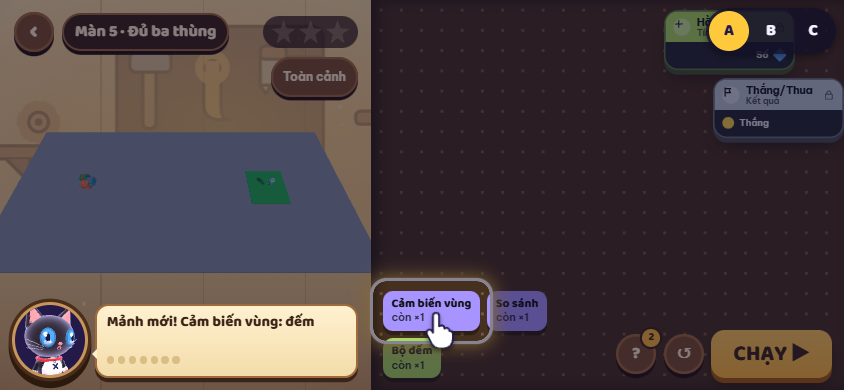 Màn 5 · Đủ ba thùng
Toàn cảnh
A
B
C
Số
Thắng/Thua
Kết quả
Thắng
Cảm biến vùng
còn ×1
So sánh
còn ×1
Bộ đếm
còn ×1
Mảnh mới! Cảm biến vùng: đếm
?
2
CHẠY